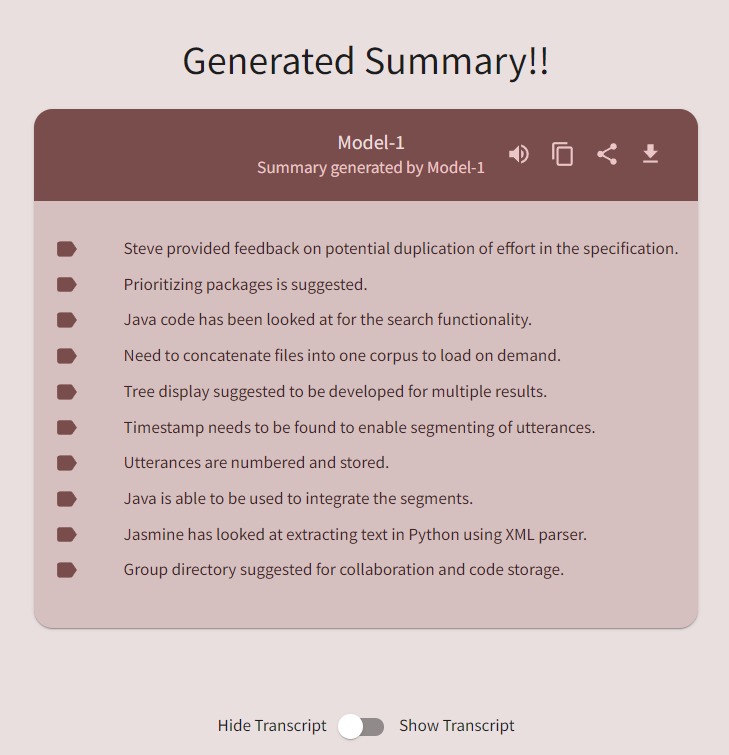 Generated Summary!!
Model-1
Summary generated by Model-1
Steve provided feedback on potential duplication of effort in the specification.
Prioritizing packages is suggested.
Java code has been looked at for the search functionality.
Need to concatenate files into one corpus to load on demand.
Tree display suggested to be developed for multiple results.
Timestamp needs to be found to enable segmenting of utterances.
Utterances are numbered and stored.
Java is able to be used to integrate the segments.
Jasmine has looked at extracting text in Python using XML parser.
Group directory suggested for collaboration and code storage.
Hide Transcript Show Transcript